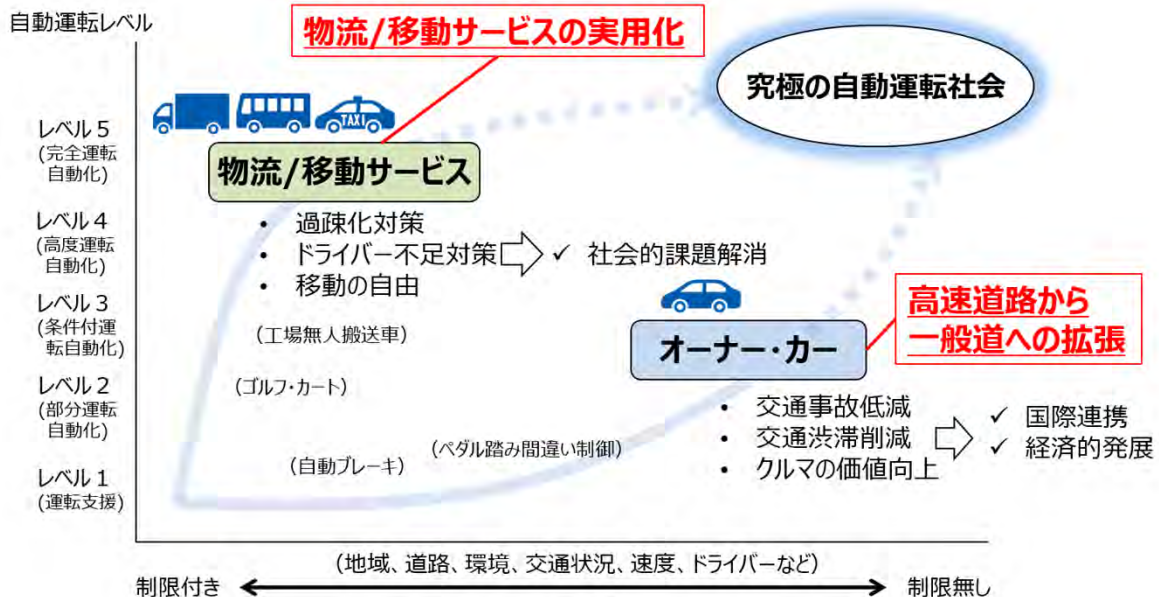 自動運転レベル
物流/移動サービスの実用化
究極の自動運転社会
TAXI
レベル5
(完全運転
自動化)
物流/移動サービス
レベル4
(高度運転
自動化)
• 過疎化対策
• ドライバー不足対策
• 移動の自由
✓ 社会的課題解消
レベル3
(条件付運
転自動化)
(工場無人搬送車)
オーナー・カー
高速道路から
一般道への拡張
レベル2
(部分運転
自動化)
(ゴルフ・カート)
• 交通事故低減
• 交通渋滞削減
• クルマの価値向上
✓ 国際連携
✓ 経済的発展
(ペダル踏み間違い制御)
(自動ブレーキ)
レベル1
(運転支援)
(地域、道路、環境、交通状況、速度、ドライバーなど)
制限付き
制限無し